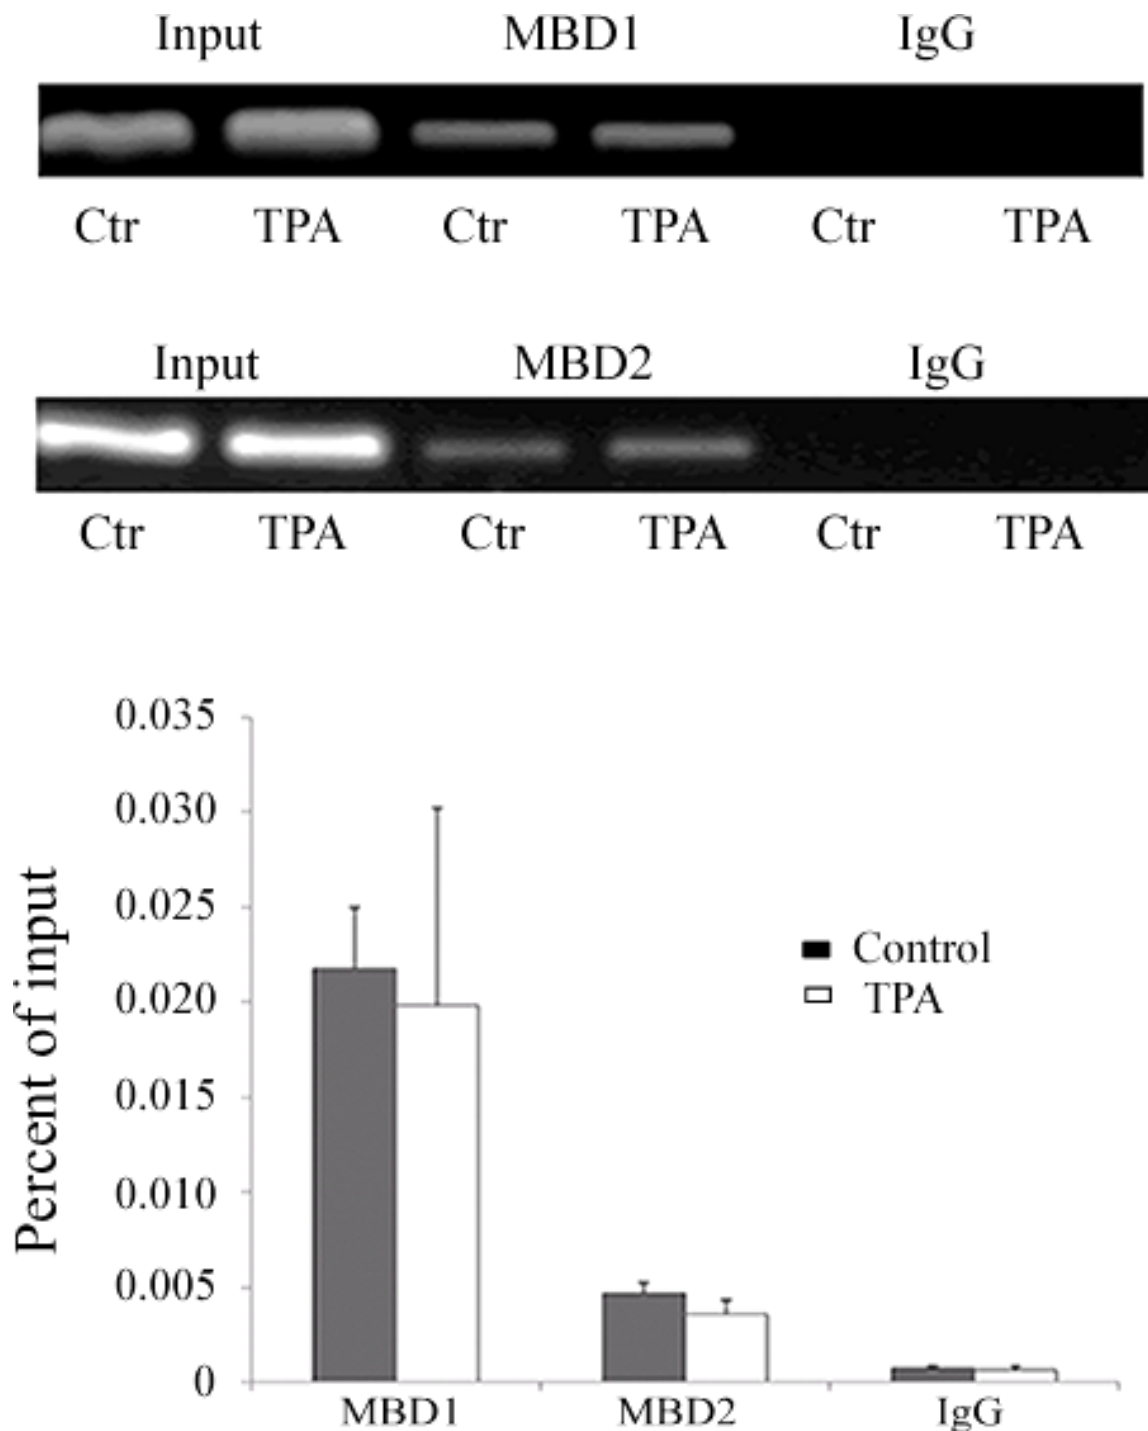 Input MBD1 IgG
Ctr TPA Ctr TPA Ctr TPA
Input MBD2 IgG
Ctr TPA Ctr TPA Ctr TPA
Percent of input
0.035
0.030
0.025
0.020
0.015
0.010
0.005
0
Control
TPA
MBD1 MBD2 IgG